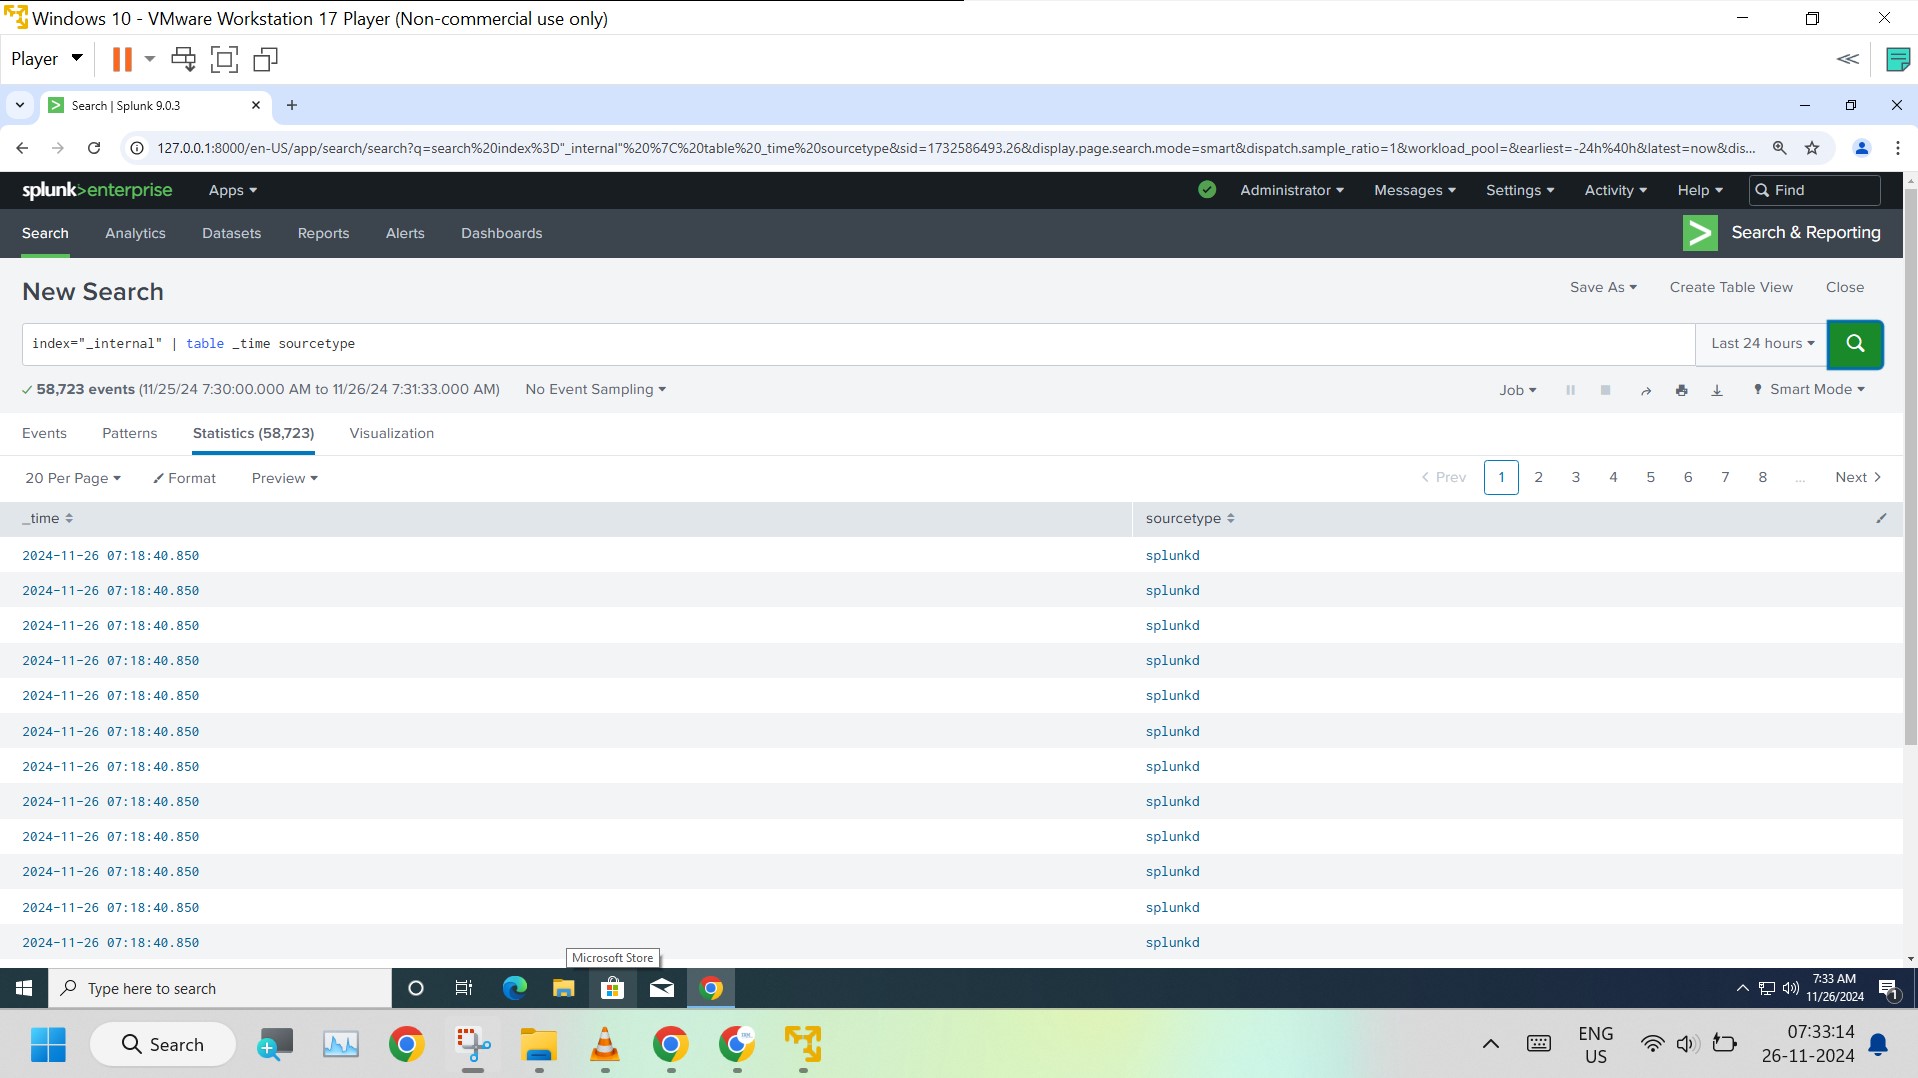 Windows 10 - VMware Workstation 17 Player (Non-commercial use only)
Player
Search | Splunk 9.0.3
127.0.0.1:8000/en-US/app/search/search?q=search%20index%3D"_internal"%20%7C%20table%20_time%20sourcetype&sid=1732586493.26&display.page.search.mode=smart&dispatch.sample_ratio=1&workload_pool=&earliest=-24h%40h&latest=now&dis...
splunk>enterprise Apps Administrator Messages Settings Activity Help Find
Search Analytics Datasets Reports Alerts Dashboards > Search & Reporting
New Search Save As Create Table View Close
index="_internal" | table _time sourcetype Last 24 hours
58,723 events (11/25/24 7:30:00.000 AM to 11/26/24 7:31:33.000 AM) No Event Sampling Job Smart Mode
Events Patterns Statistics (58,723) Visualization
20 Per Page Format Preview < Prev 1 2 3 4 5 6 7 8 ... Next >
_time sourcetype
2024-11-26 07:18:40.850 splunkd
2024-11-26 07:18:40.850 splunkd
2024-11-26 07:18:40.850 splunkd
2024-11-26 07:18:40.850 splunkd
2024-11-26 07:18:40.850 splunkd
2024-11-26 07:18:40.850 splunkd
2024-11-26 07:18:40.850 splunkd
2024-11-26 07:18:40.850 splunkd
2024-11-26 07:18:40.850 splunkd
2024-11-26 07:18:40.850 splunkd
2024-11-26 07:18:40.850 splunkd
2024-11-26 07:18:40.850 splunkd
Microsoft Store
Type here to search 7:33 AM
11/26/2024 1
Search ENG 07:33:14
US 26-11-2024